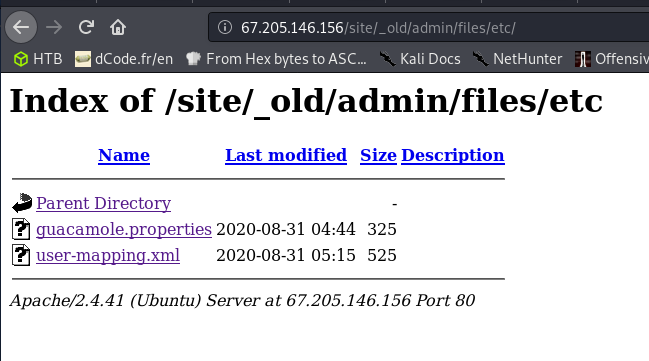 67.205.146.156/site/_old/admin/files/etc/
HTB dCode.fr/en From Hex bytes to ASC... Kali Docs NetHunter Offensiv
Index of /site/_old/admin/files/etc
Name Last modified Size Description
Parent Directory -
guacamole.properties 2020-08-31 04:44 325
user-mapping.xml 2020-08-31 05:15 525
Apache/2.4.41 (Ubuntu) Server at 67.205.146.156 Port 80